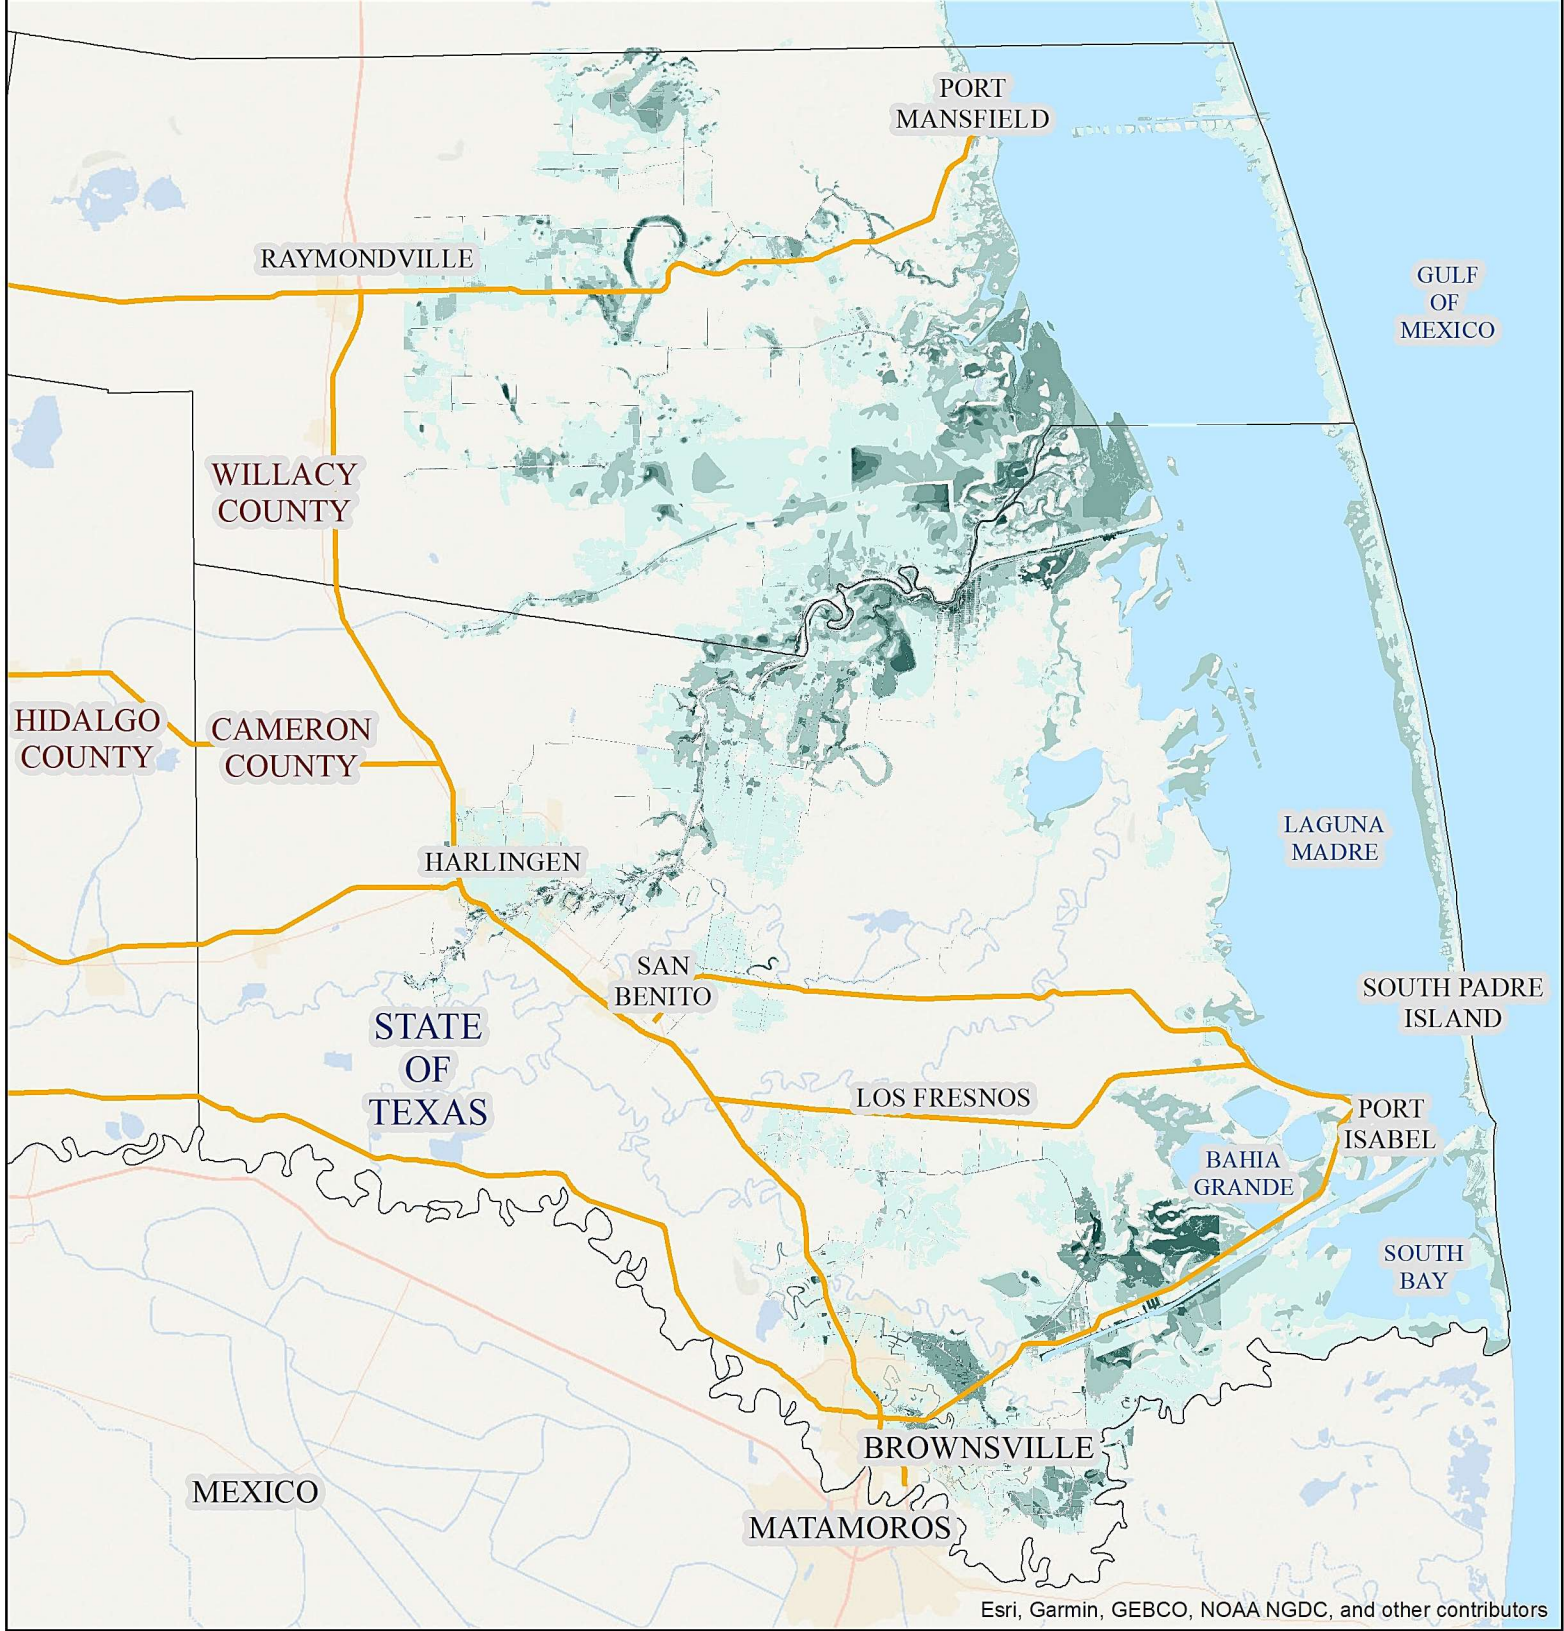 PORT
MANSFIELD
RAYMONDVILLE
GULF
OF
MEXICO
WILLACY
COUNTY
HIDALGO
COUNTY
CAMERON
COUNTY
LAGUNA
MADRE
HARLINGEN
SAN
BENITO
SOUTH PADRE
ISLAND
STATE
OF
TEXAS
LOS FRESNOS
PORT
ISABEL
BAHIA
GRANDE
SOUTH
BAY
BROWNSVILLE
MEXICO
MATAMOROS
Esri, Garmin, GEBCO, NOAA NGDC, and other contributors